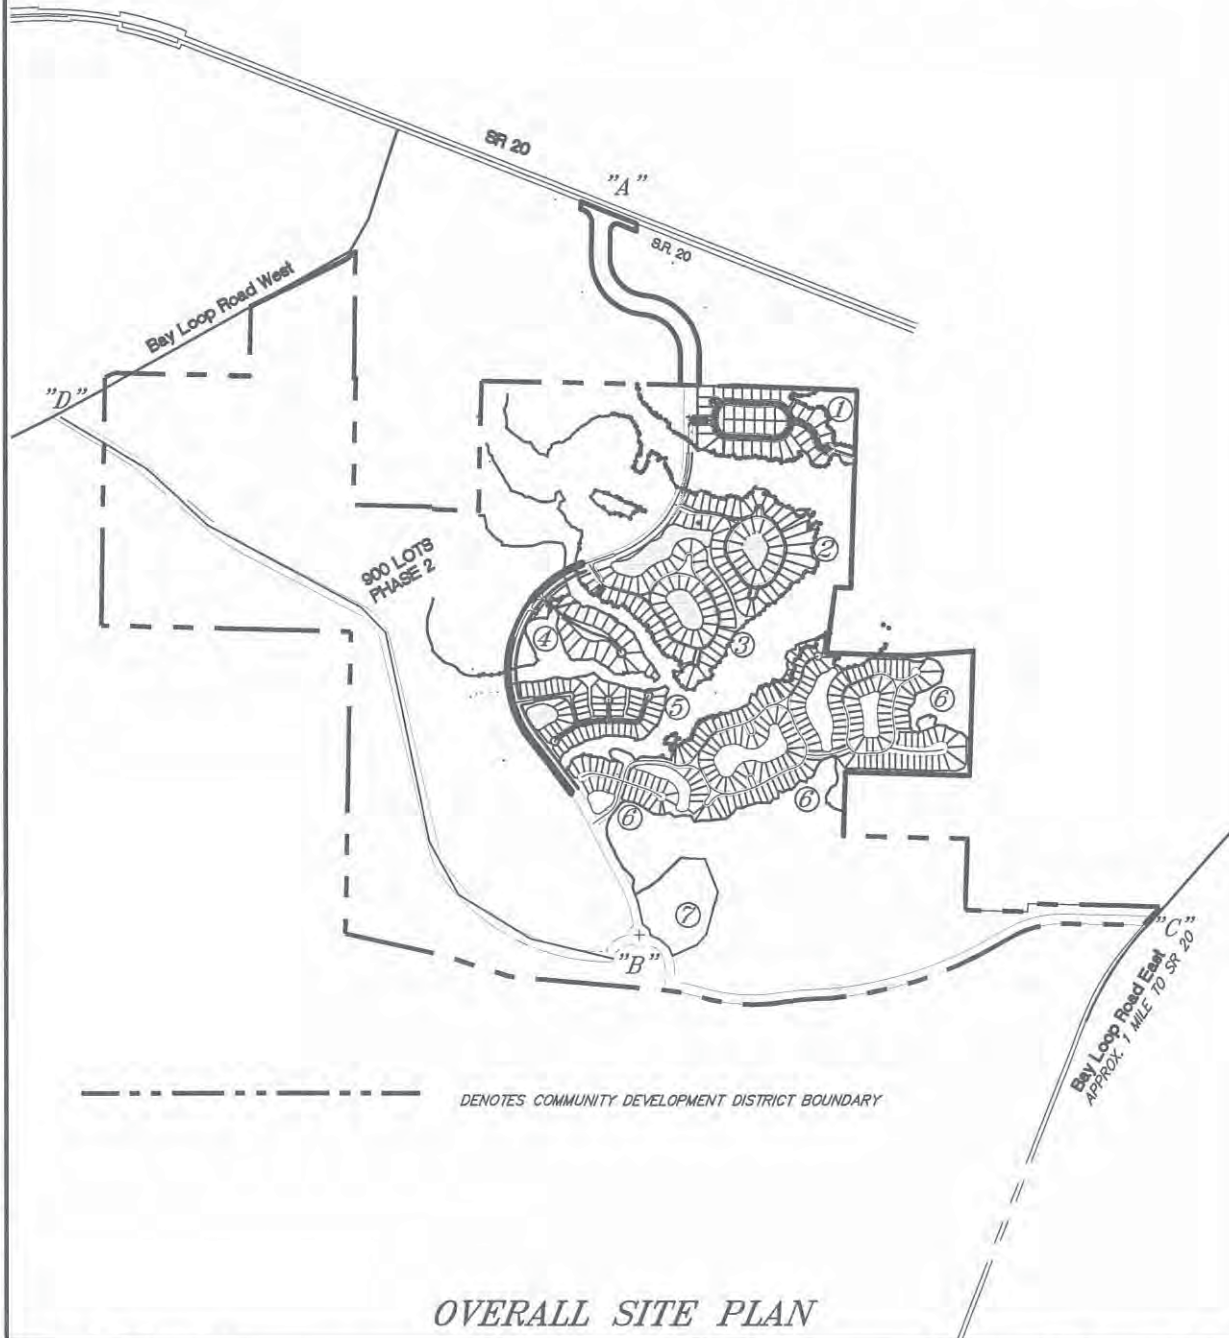 SR 20
"A"
S.R. 20
Bay Loop Road West
"D"
1
2
900 LOTS
PHASE 2
4
3
6
5
6
6
7
"B"
"C"
Bay Loop Road East
APPROX. 1 MILE TO SR 20
DENOTES COMMUNITY DEVELOPMENT DISTRICT BOUNDARY
OVERALL SITE PLAN